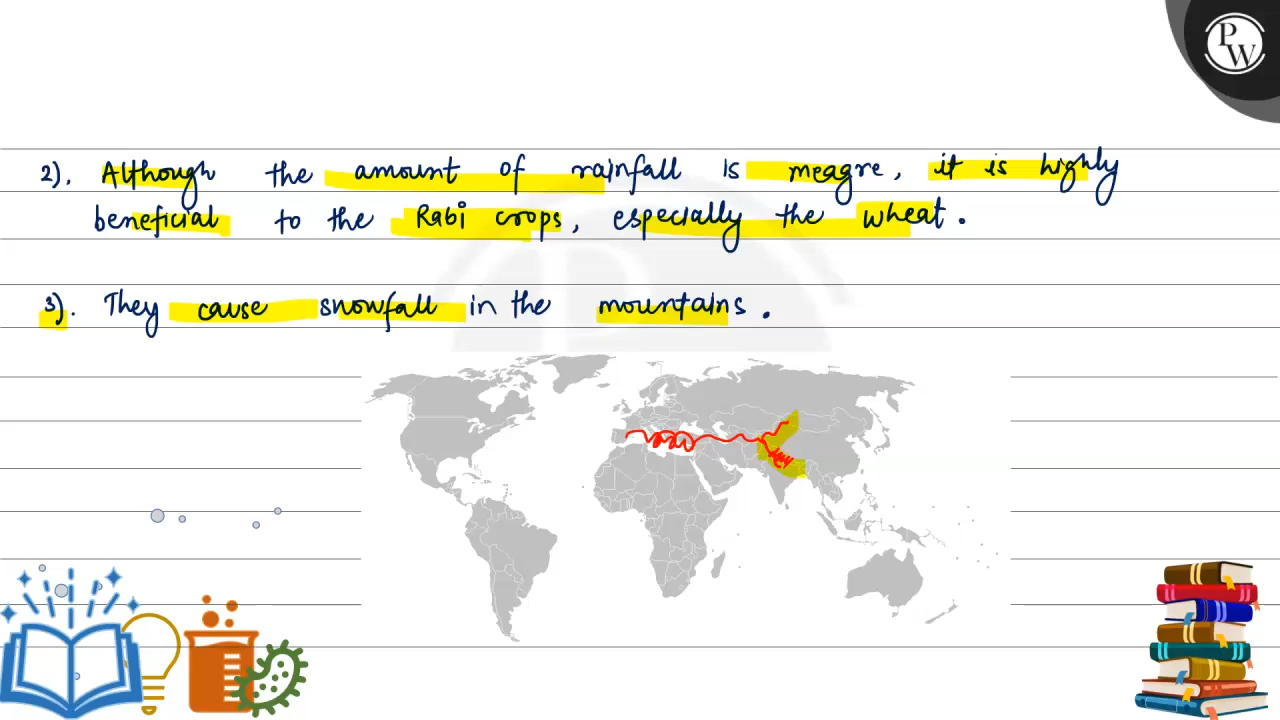 PW
2). Although the amount of rainfall is meagre, it is highly
beneficial to the Rabi crops, especially the wheat.
3). They cause snowfall in the mountains.